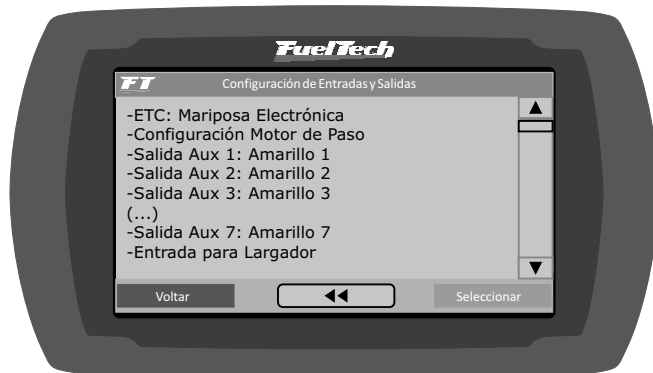 FuelTech
FT Configuración de Entradas y Salidas
-ETC: Mariposa Electrónica
-Configuración Motor de Paso
-Salida Aux 1: Amarillo 1
-Salida Aux 2: Amarillo 2
-Salida Aux 3: Amarillo 3
(...)
-Salida Aux 7: Amarillo 7
-Entrada para Largador
Voltar Seleccionar